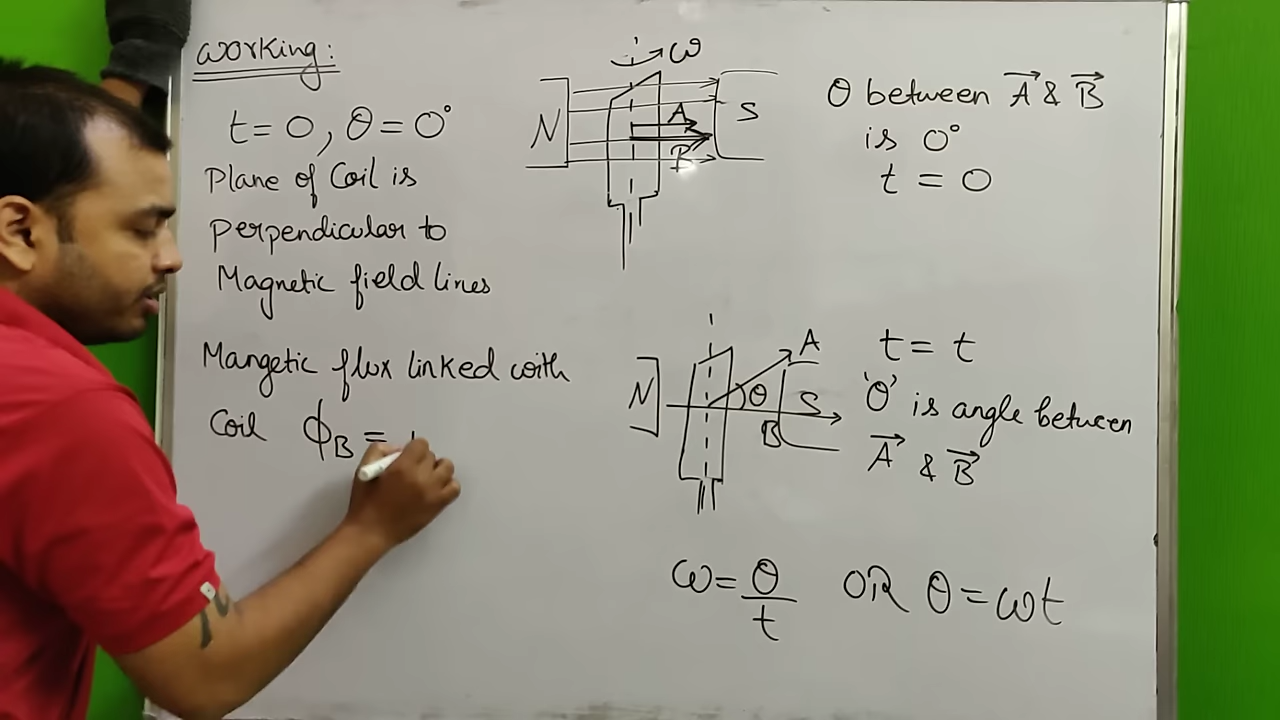 Working:
t = 0, θ = 0°
Plane of Coil is
perpendicular to
Magnetic field lines
Mangetic flux linked with
Coil ϕB =
ω
N
A
B
S
θ between A⃗ & B⃗
is 0°
t = 0
N
A
θ
S
B
t = t
'θ' is angle between
A⃗ & B⃗
ω = θ/t OR θ = ωt